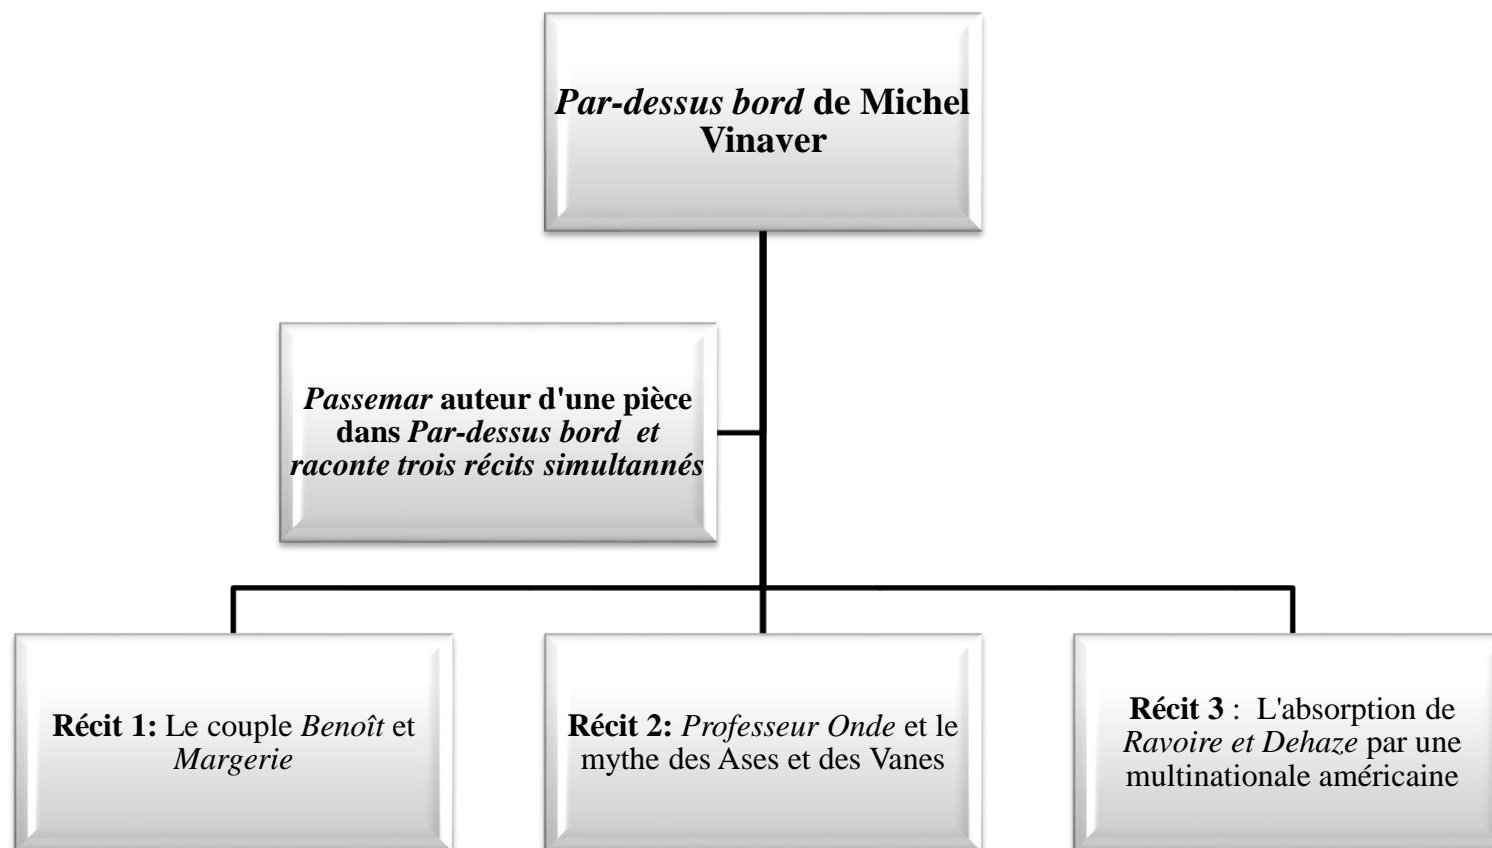 Par-dessus bord de Michel
Vinaver
Passemar auteur d'une pièce
dans Par-dessus bord et
raconte trois récits simultannés
Récit 1: Le couple Benoît et
Margerie
Récit 2: Professeur Onde et le
mythe des Ases et des Vanes
Récit 3 : L'absorption de
Ravoire et Dehaze par une
multinationale américaine